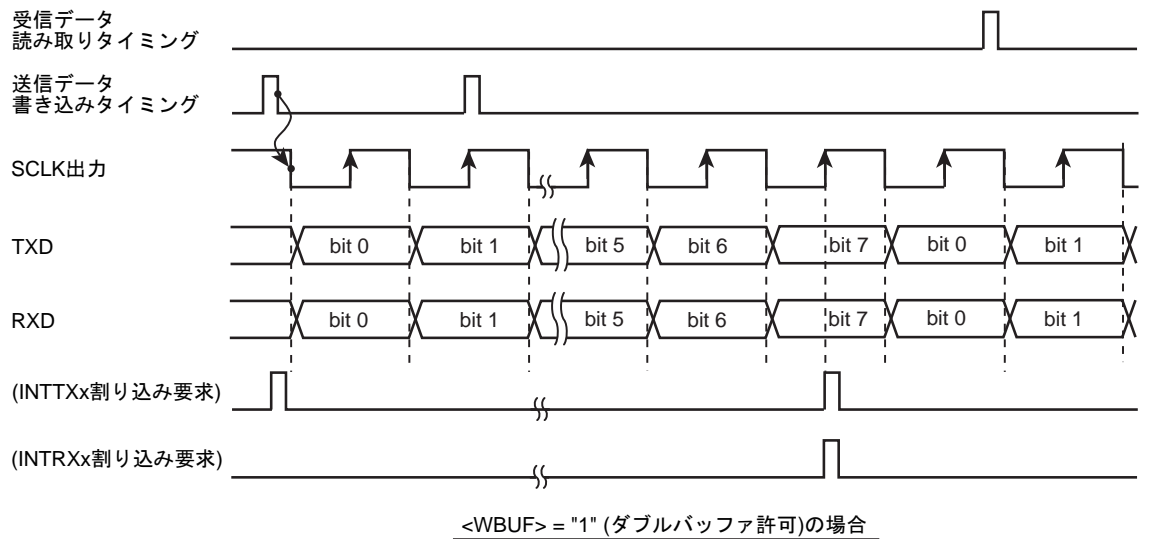 受信データ
読み取りタイミング
送信データ
書き込みタイミング
SCLK出力
TXD
bit 0 bit 1 bit 5 bit 6 bit 7 bit 0 bit 1
RXD
bit 0 bit 1 bit 5 bit 6 bit 7 bit 0 bit 1
(INTTXx割り込み要求)
(INTRXx割り込み要求)
<WBUF> = "1" (ダブルバッファ許可)の場合